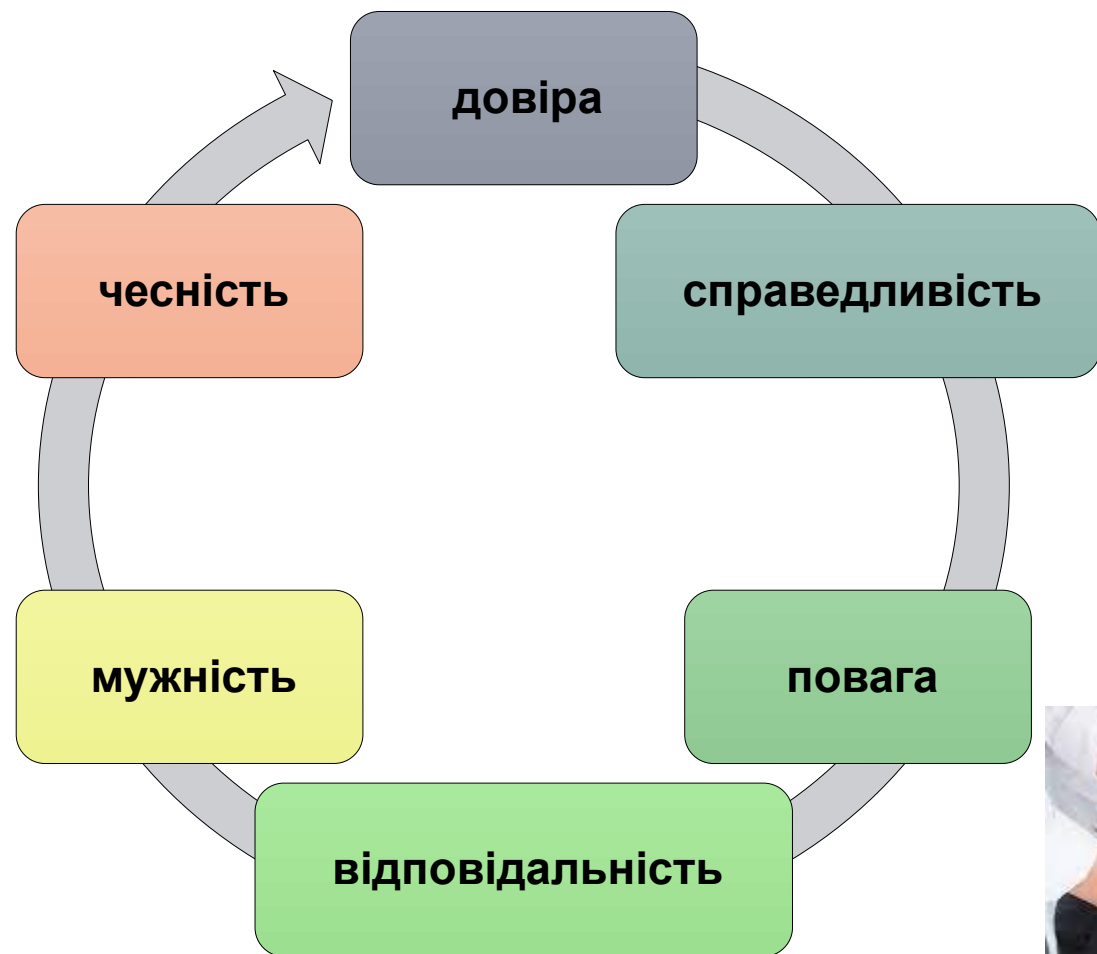 довіра
справедливість
повага
відповідальність
мужність
чесність